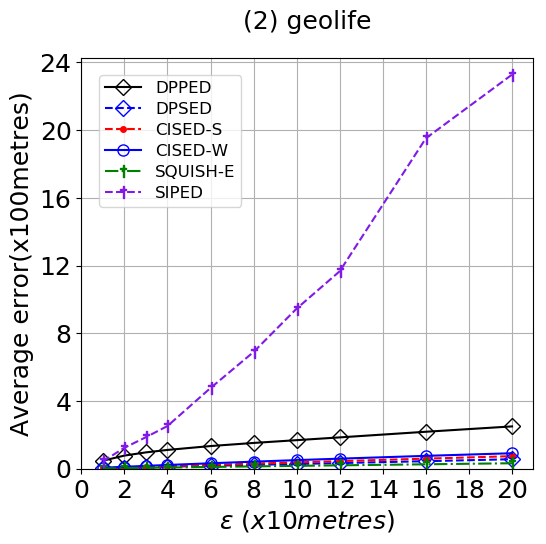 (2) geolife
24
20
16
12
8
4
0
Average error(x100metres)
DPPED
DPSED
CISED-S
CISED-W
SQUISH-E
SIPED
0 2 4 6 8 10 12 14 16 18 20
ε (x10metres)